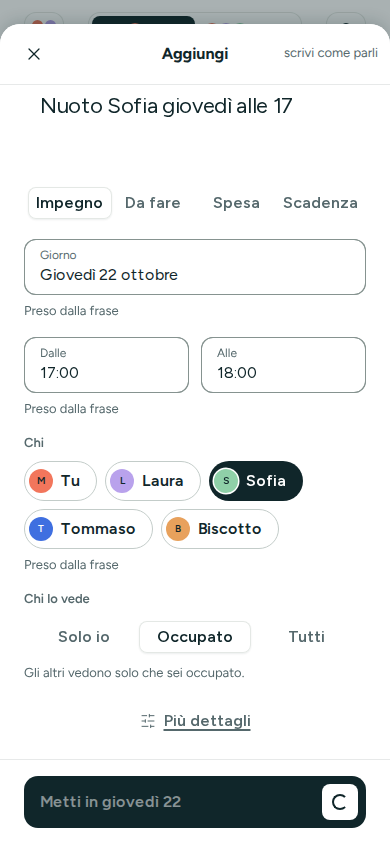 Aggiungi
scrivi come parli
Nuoto Sofia giovedì alle 17
Impegno Da fare Spesa Scadenza
Giorno
Giovedì 22 ottobre
Preso dalla frase
Dalle Alle
17:00 18:00
Preso dalla frase
Chi
M Tu L Laura S Sofia
T Tommaso B Biscotto
Preso dalla frase
Chi lo vede
Solo io Occupato Tutti
Gli altri vedono solo che sei occupato.
Più dettagli
Metti in giovedì 22